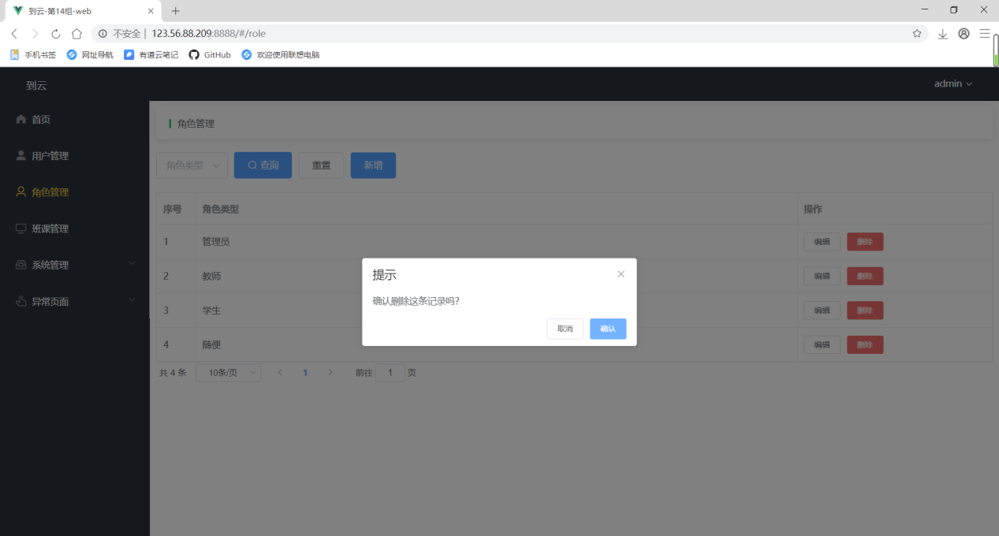 到云-第14组-web
不安全 | 123.56.88.209:8888/#/role
手机书签 网址导航 有道云笔记 GitHub 欢迎使用联想电脑
到云 admin
首页
用户管理
角色管理
班课管理
系统管理
异常页面
角色管理
角色类型 查询 重置 新增
序号 角色类型 操作
1 管理员 编辑 删除
2 教师 编辑 删除
3 学生 编辑 删除
4 随便 编辑 删除
共 4 条 10条/页 1 前往 1 页
提示
确认删除这条记录吗?
取消 确认